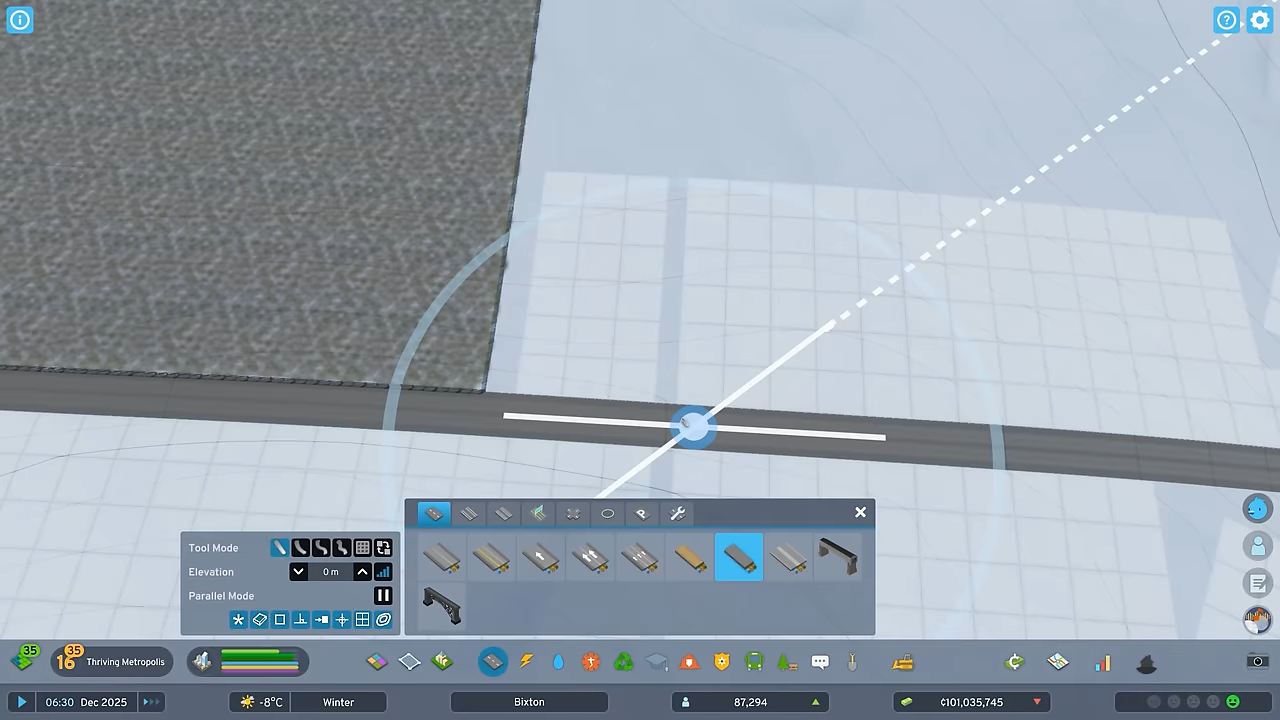 35
35
16
Thriving Metropolis
Tool Mode
Elevation
0 m
Parallel Mode
P
06:30 Dec 2025
-8°C
Winter
Bixton
87,294
¢101,035,745